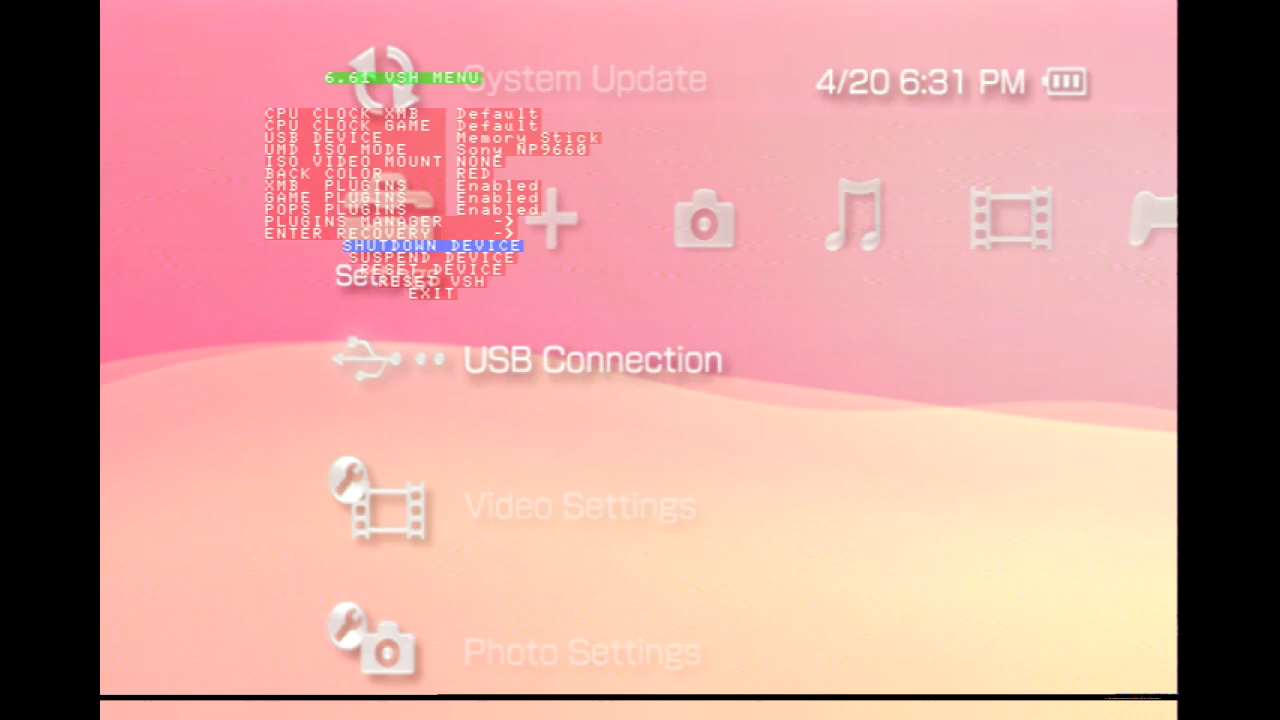 System Update
4/20 6:31 PM
6.61 VSH MENU
CPU CLOCK XMB Default
CPU CLOCK GAME Default
USB DEVICE Memory Stick
UMD ISO MODE Sony NP9660
ISO VIDEO MOUNT NONE
BACK COLOR RED
XMB PLUGINS Enabled
GAME PLUGINS Enabled
POPS PLUGINS Enabled
PLUGINS MANAGER ->
ENTER RECOVERY ->
SHUTDOWN DEVICE
SUSPEND DEVICE
RESET DEVICE
RESET VSH
EXIT
USB Connection
Video Settings
Photo Settings